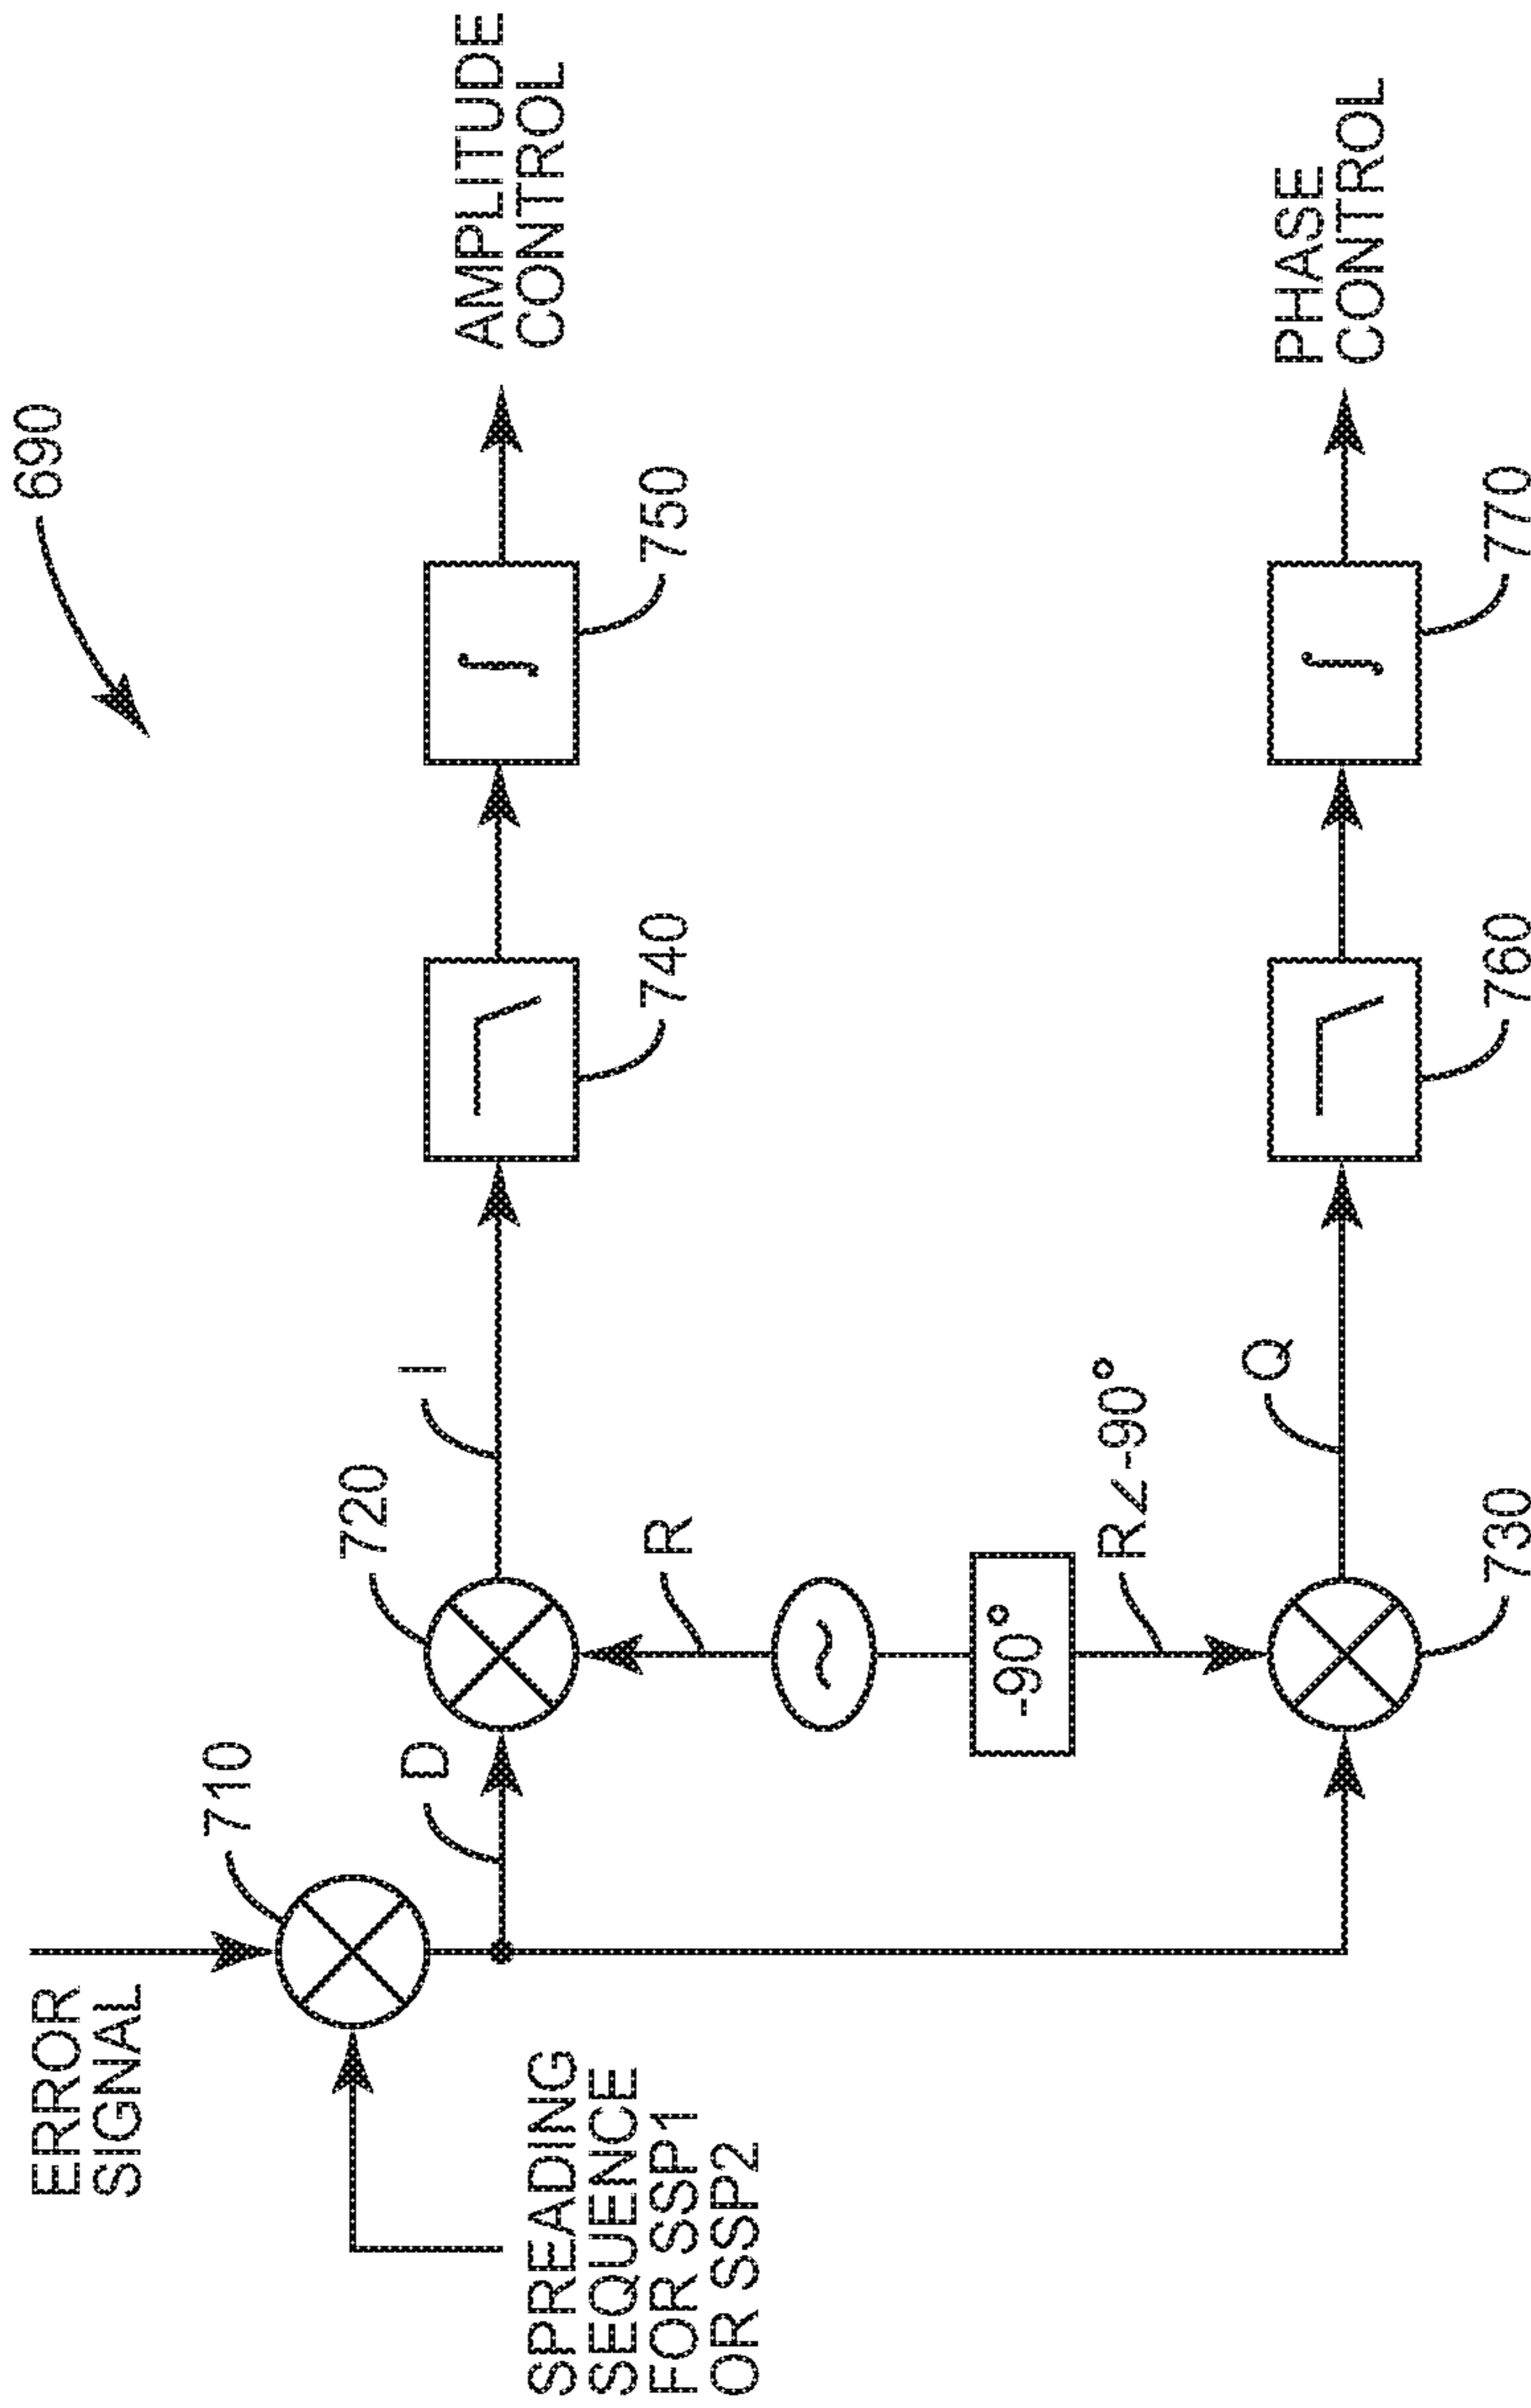 690
ERROR
SIGNAL
710
SPREADING
SEQUENCE
FOR SSP1
OR SSP2
D
720
I
740
750
AMPLITUDE
CONTROL
R
~
-90°
R∠-90°
Q
730
760
770
PHASE
CONTROL
∫
∫